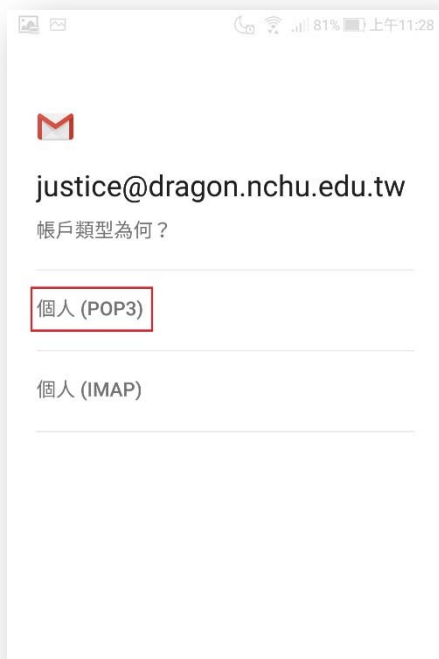 81% 上午11:28
justice@dragon.nchu.edu.tw
帳戶類型為何？
個人 (POP3)
個人 (IMAP)